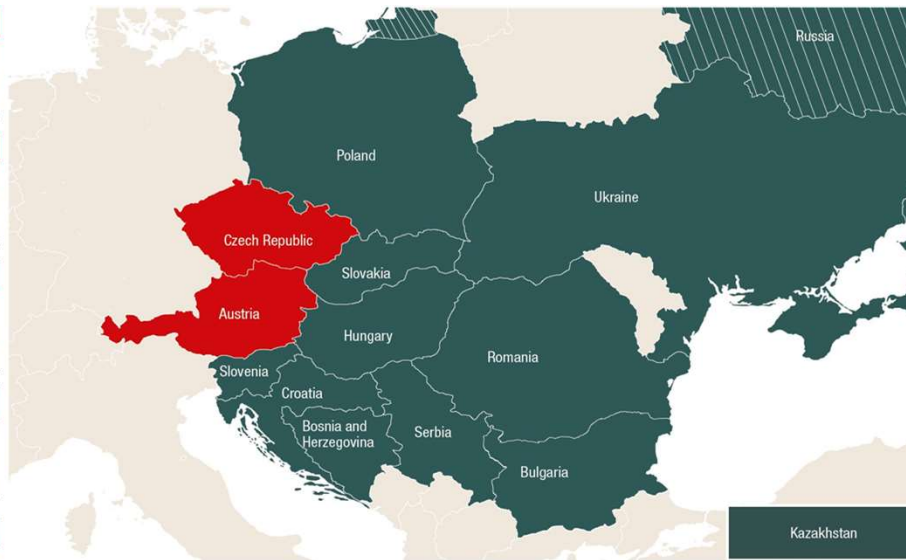 Russia
Poland
Ukraine
Czech Republic
Slovakia
Austria
Hungary
Romania
Slovenia
Croatia
Bosnia and
Herzegovina
Serbia
Bulgaria
Kazakhstan